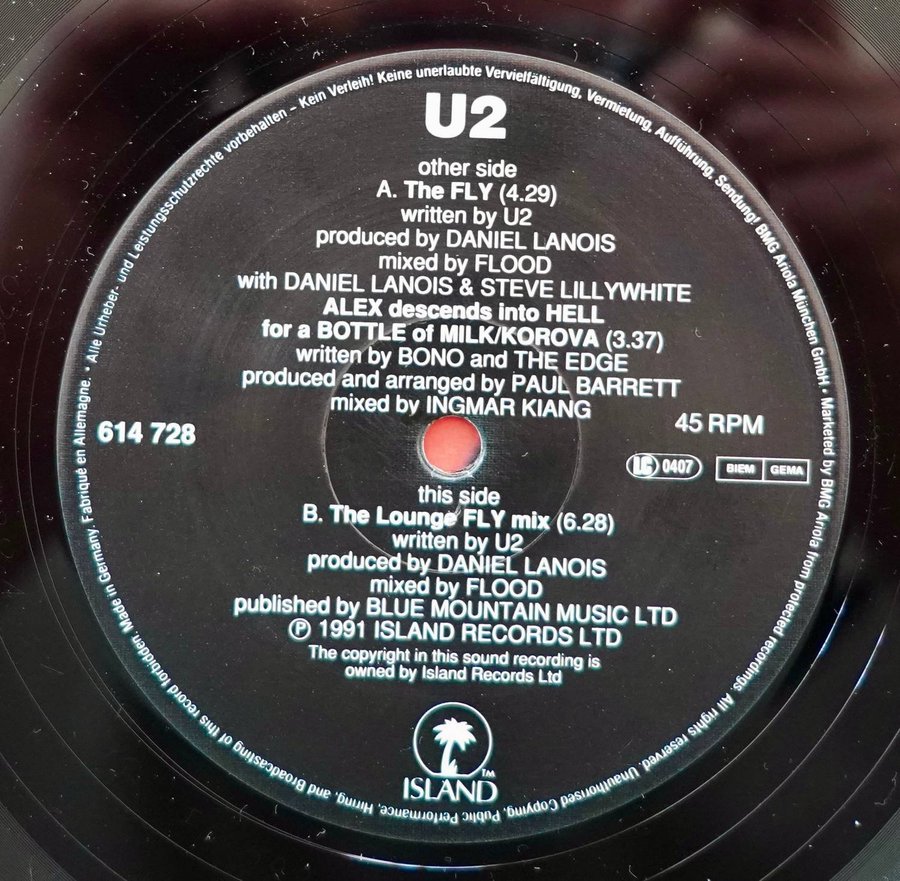 U2
other side
A. The FLY (4.29)
written by U2
produced by DANIEL LANOIS
mixed by FLOOD
with DANIEL LANOIS & STEVE LILLYWHITE
ALEX descends into HELL
for a BOTTLE of MILK/KOROVA (3.37)
written by BONO and THE EDGE
produced and arranged by PAUL BARRETT
mixed by INGMAR KIANG
614 728
45 RPM
LC 0407
BIEM GEMA
this side
B. The Lounge FLY mix (6.28)
written by U2
produced by DANIEL LANOIS
mixed by FLOOD
published by BLUE MOUNTAIN MUSIC LTD
℗ 1991 ISLAND RECORDS LTD
The copyright in this sound recording is
owned by Island Records Ltd
ISLAND™
• Alle Urheber- und Leistungsschutzrechte vorbehalten – Kein Verleih! Keine unerlaubte Vervielfältigung, Vermietung, Aufführung, Sendung! BMG Ariola München GmbH • Marketed by BMG Ariola from protected recordings. All rights reserved. Unauthorised Copying, Public Performance, Hiring, and Broadcasting of this record forbidden. Made in Germany. Fabriqué en Allemagne.